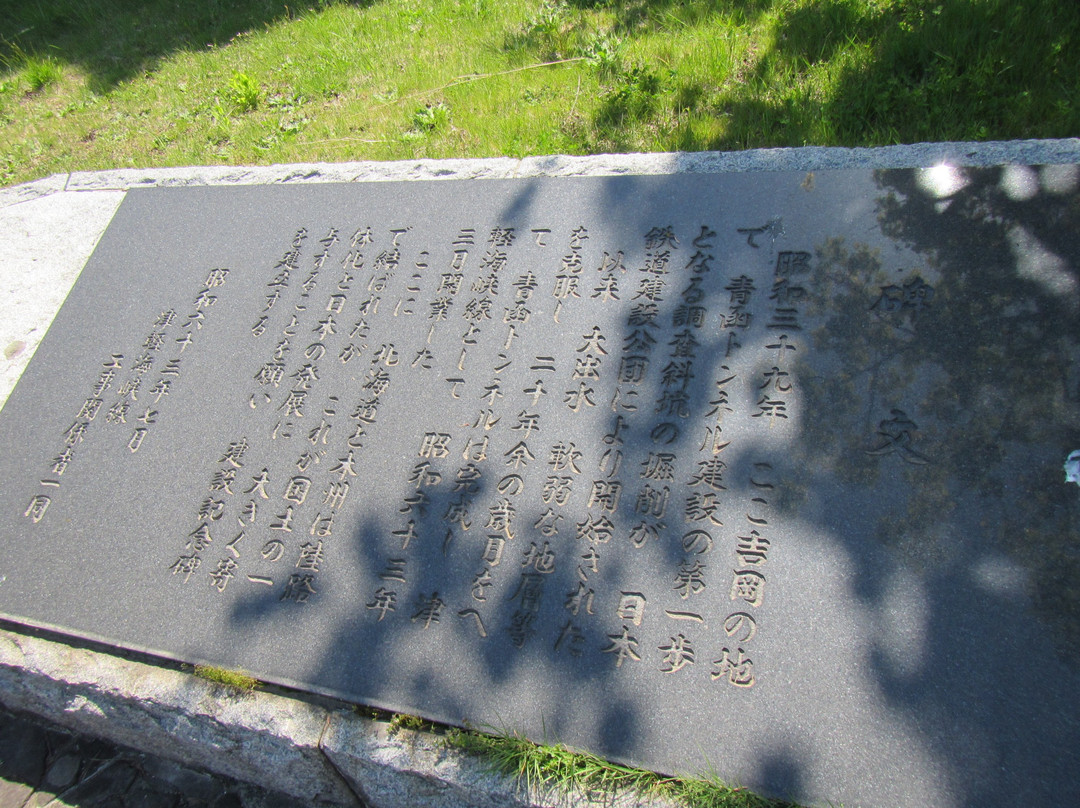 碑文
昭和三十九年 ここ吉岡の地
で 青函トンネル建設の第一歩
となる調査斜坑の掘削が 日本
鉄道建設公団により開始された
以来 大出水 軟弱な地層等
を克服し 二十年余の歳月をへ
て 青函トンネルは完成し 津
軽海峡線として 昭和六十三年
三月開業した
ここに 北海道と本州は陸路
で結ばれたが これが国土の一
体化と日本の発展に 大きく寄
与することを願い 建設記念碑
を建立する
昭和六十三年七月
津軽海峡線
工事関係者一同